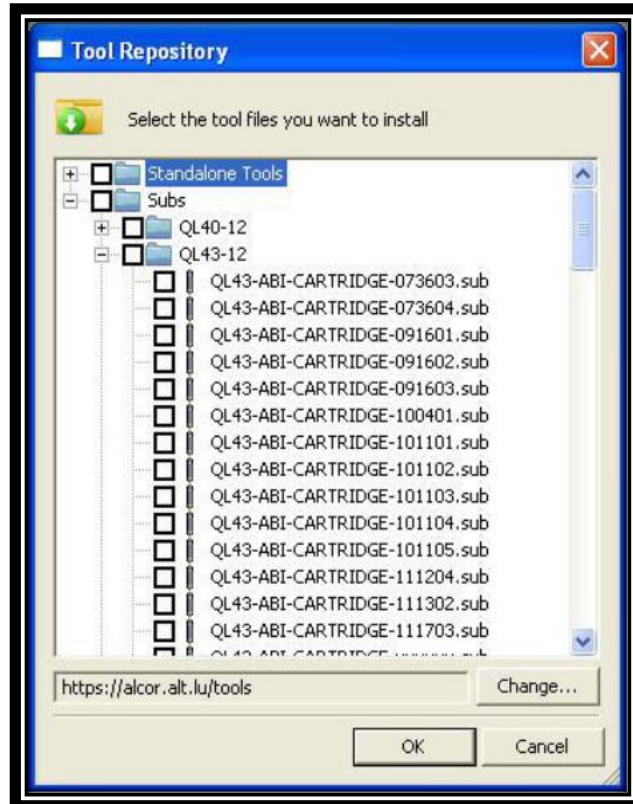 Tool Repository
Select the tool files you want to install
Standalone Tools
Subs
QL40-12
QL43-12
QL43-ABI-CARTRIDGE-073603.sub
QL43-ABI-CARTRIDGE-073604.sub
QL43-ABI-CARTRIDGE-091601.sub
QL43-ABI-CARTRIDGE-091602.sub
QL43-ABI-CARTRIDGE-091603.sub
QL43-ABI-CARTRIDGE-100401.sub
QL43-ABI-CARTRIDGE-101101.sub
QL43-ABI-CARTRIDGE-101102.sub
QL43-ABI-CARTRIDGE-101103.sub
QL43-ABI-CARTRIDGE-101104.sub
QL43-ABI-CARTRIDGE-101105.sub
QL43-ABI-CARTRIDGE-111204.sub
QL43-ABI-CARTRIDGE-111302.sub
QL43-ABI-CARTRIDGE-111703.sub
https://alcor.alt.lu/tools
Change...
OK
Cancel